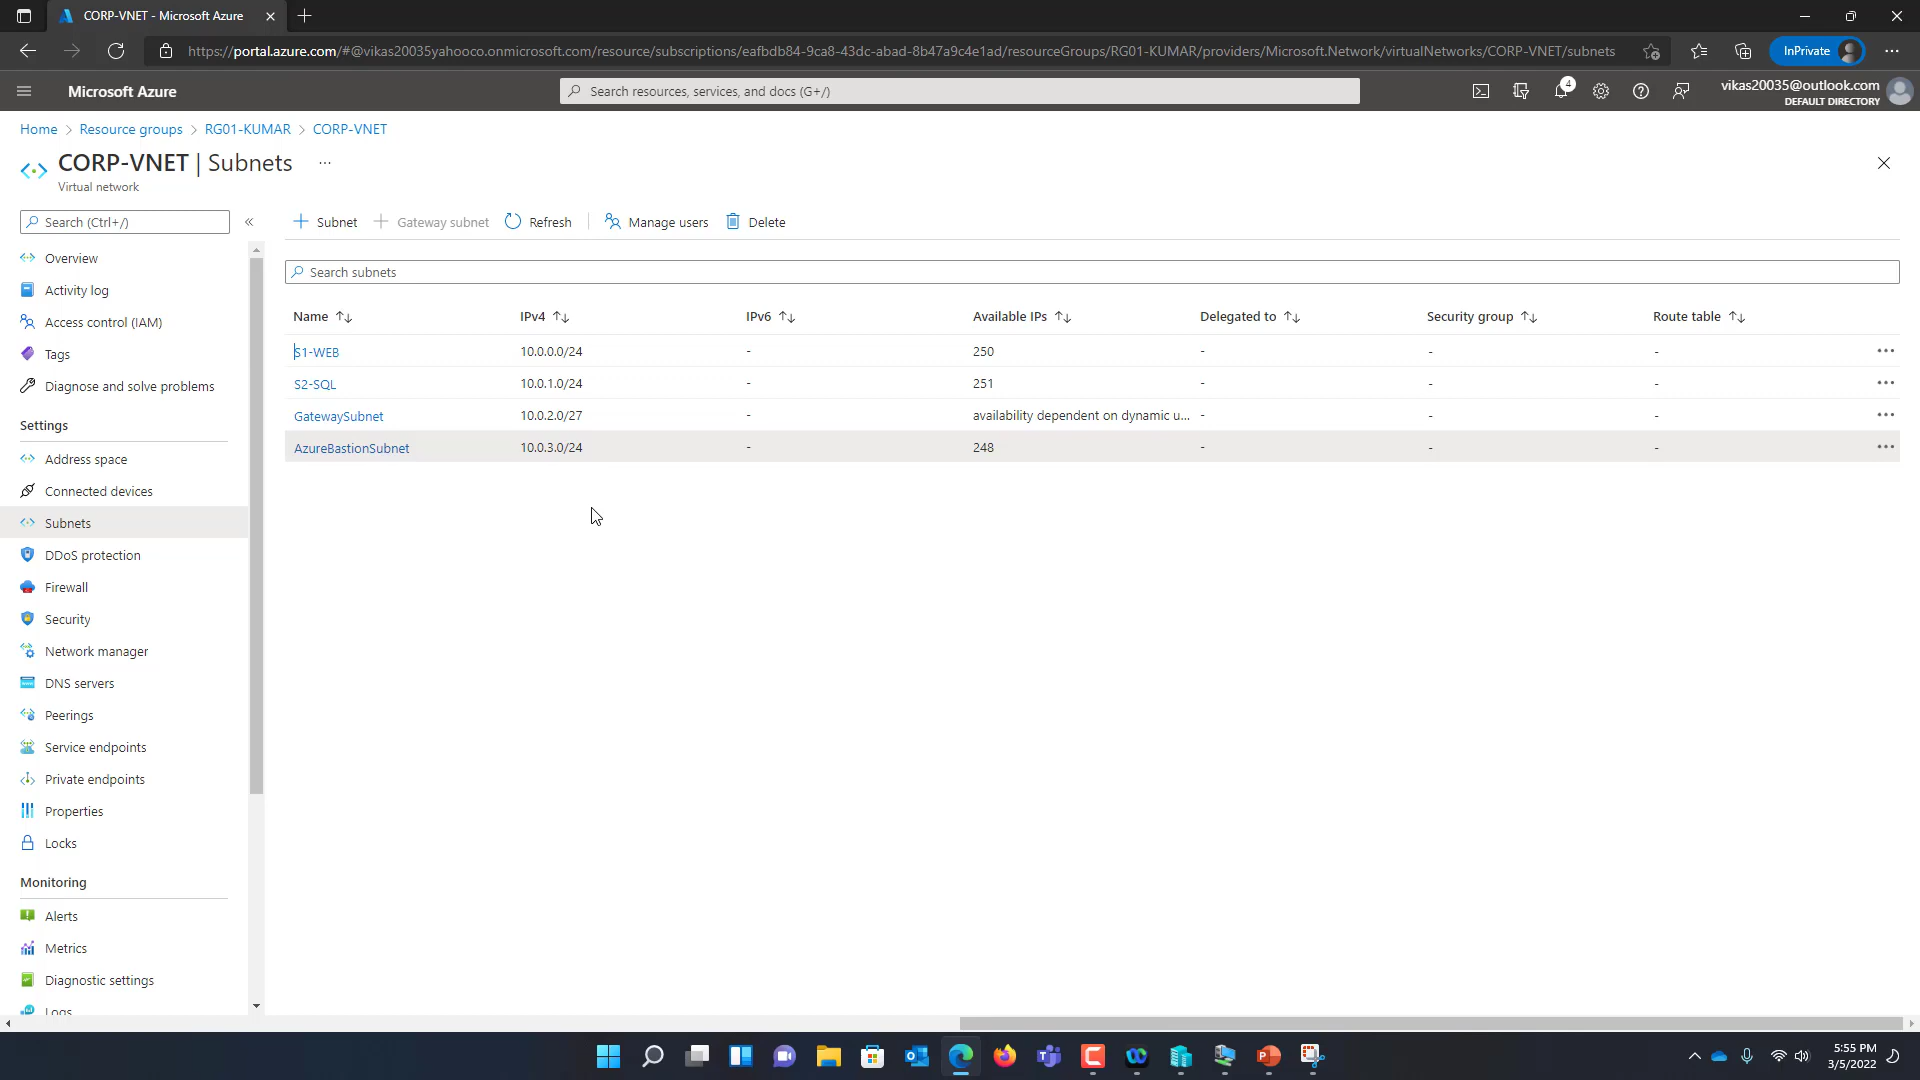 CORP-VNET - Microsoft Azure
https://portal.azure.com/#@vikas20035yahooco.onmicrosoft.com/resource/subscriptions/eafbdb84-9ca8-43dc-abad-8b47a9c4e1ad/resourceGroups/RG01-KUMAR/providers/Microsoft.Network/virtualNetworks/CORP-VNET/subnets
InPrivate
Microsoft Azure
Search resources, services, and docs (G+/)
4
vikas20035@outlook.com
DEFAULT DIRECTORY
Home > Resource groups > RG01-KUMAR > CORP-VNET
CORP-VNET | Subnets ...
Virtual network
Search (Ctrl+/)
«
+ Subnet
+ Gateway subnet
Refresh
Manage users
Delete
Overview
Activity log
Access control (IAM)
Tags
Diagnose and solve problems
Settings
Address space
Connected devices
Subnets
DDoS protection
Firewall
Security
Network manager
DNS servers
Peerings
Service endpoints
Private endpoints
Properties
Locks
Monitoring
Alerts
Metrics
Diagnostic settings
Logs
Search subnets
Name ↑↓ IPv4 ↑↓ IPv6 ↑↓ Available IPs ↑↓ Delegated to ↑↓ Security group ↑↓ Route table ↑↓
S1-WEB 10.0.0.0/24 - 250 - - - ...
S2-SQL 10.0.1.0/24 - 251 - - - ...
GatewaySubnet 10.0.2.0/27 - availability dependent on dynamic u... - - - ...
AzureBastionSubnet 10.0.3.0/24 - 248 - - - ...
5:55 PM
3/5/2022